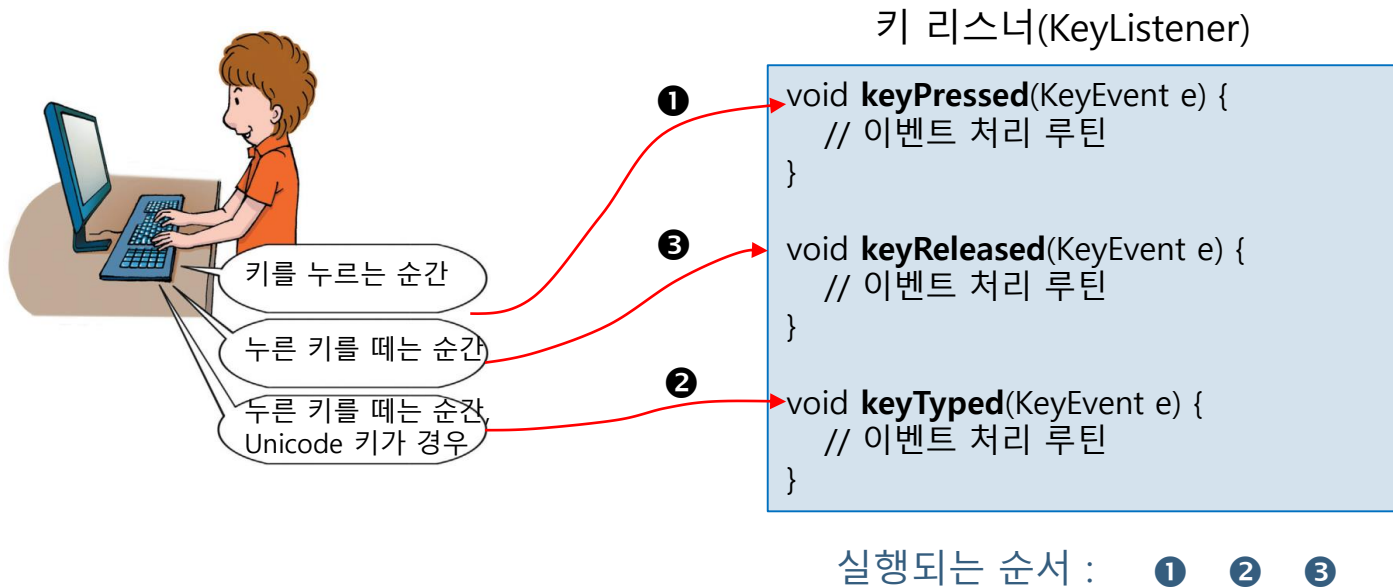 키 리스너(KeyListener)
❶
void keyPressed(KeyEvent e) {
// 이벤트 처리 루틴
}
❸
void keyReleased(KeyEvent e) {
// 이벤트 처리 루틴
}
❷
void keyTyped(KeyEvent e) {
// 이벤트 처리 루틴
}
키를 누르는 순간
누른 키를 떼는 순간
누른 키를 떼는 순간,
Unicode 키가 경우
실행되는 순서 : ❶ ❷ ❸